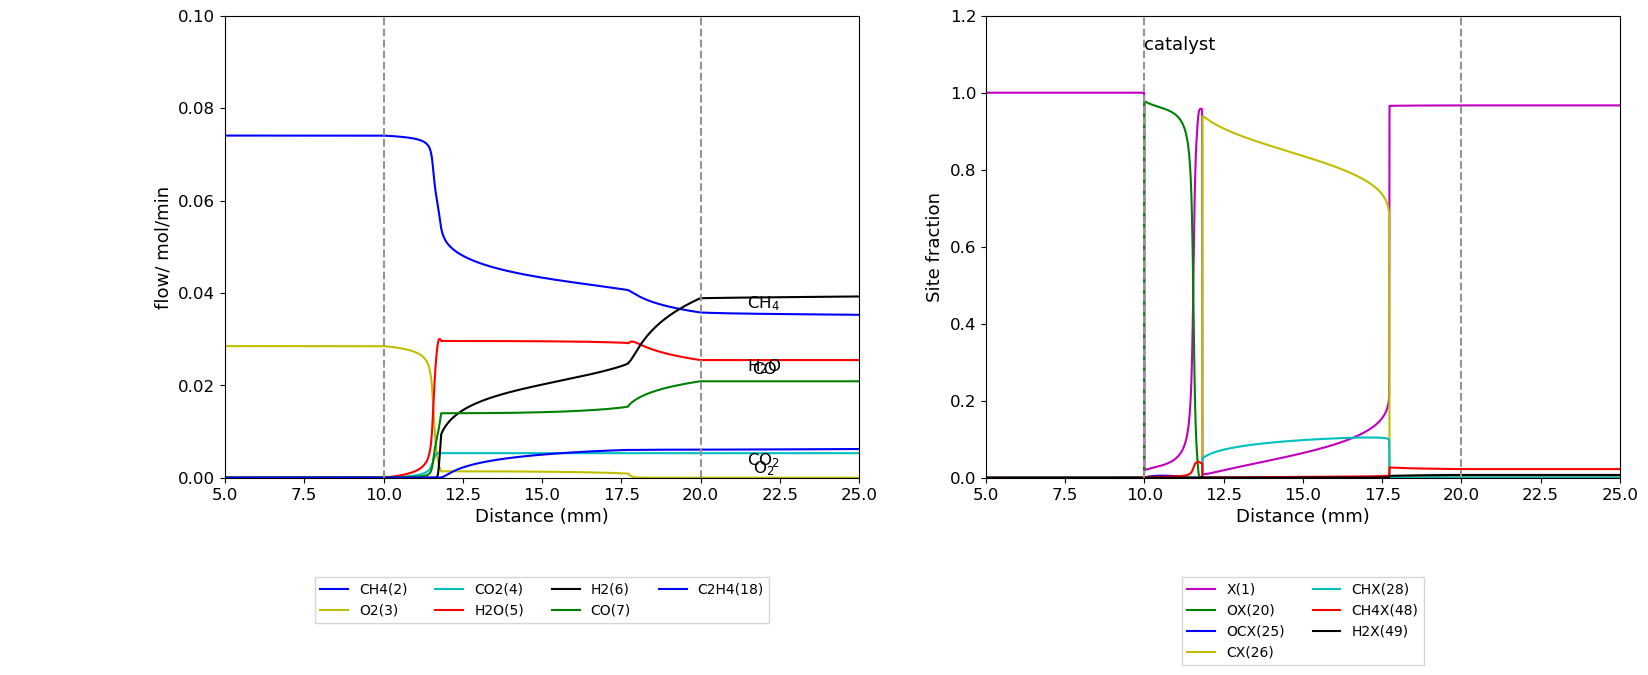 0.10
0.08
0.06
0.04
0.02
0.00
flow/ mol/min
5.0 7.5 10.0 12.5 15.0 17.5 20.0 22.5 25.0
Distance (mm)
CH₄
H₂O
CO
CO₂
O₂
CH4(2) CO2(4) H2(6) C2H4(18)
O2(3) H2O(5) CO(7)
1.2
1.0
0.8
0.6
0.4
0.2
0.0
Site fraction
catalyst
5.0 7.5 10.0 12.5 15.0 17.5 20.0 22.5 25.0
Distance (mm)
X(1) CHX(28)
OX(20) CH4X(48)
OCX(25) H2X(49)
CX(26)